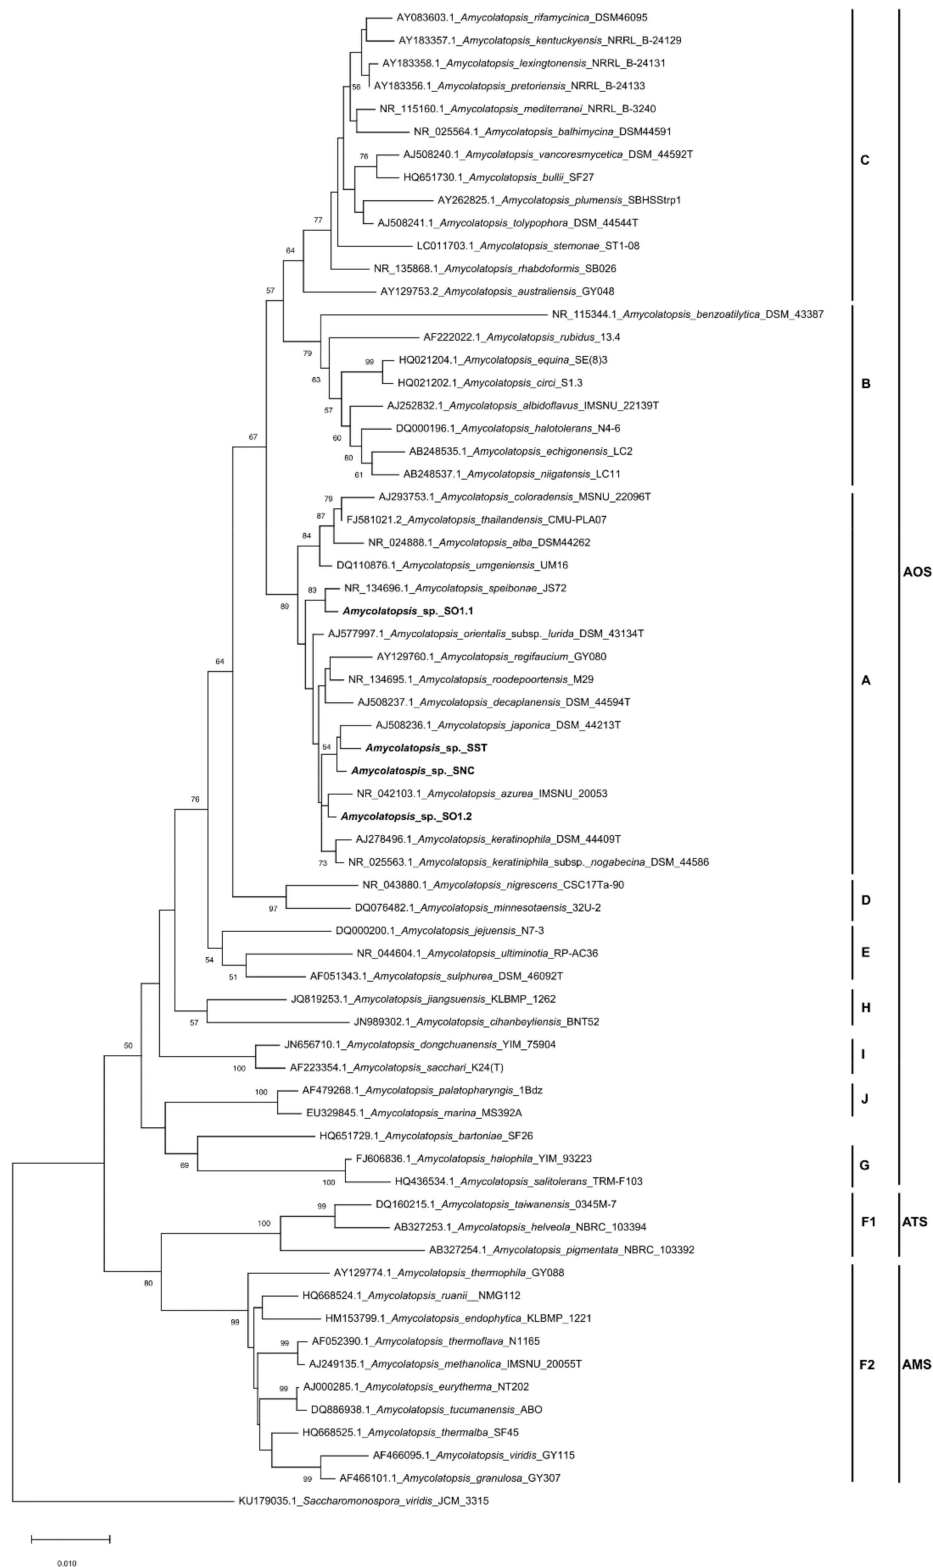 AY083603.1_Amycolatopsis_rifamycinica_DSM46095
AY183357.1_Amycolatopsis_kentuckyensis_NRRL_B-24129
AY183358.1_Amycolatopsis_lexingtonensis_NRRL_B-24131
56
AY183356.1_Amycolatopsis_pretoriensis_NRRL_B-24133
NR_115160.1_Amycolatopsis_mediterranei_NRRL_B-3240
NR_025564.1_Amycolatopsis_balhimycina_DSM44591
76
AJ508240.1_Amycolatopsis_vancoresmycetica_DSM_44592T
C
HQ651730.1_Amycolatopsis_bullii_SF27
AY262825.1_Amycolatopsis_plumensis_SBHSStrp1
77
AJ508241.1_Amycolatopsis_tolypophora_DSM_44544T
LC011703.1_Amycolatopsis_stemonae_ST1-08
64
NR_135868.1_Amycolatopsis_rhabdoformis_SB026
57
AY129753.2_Amycolatopsis_australiensis_GY048
NR_115344.1_Amycolatopsis_benzoatilytica_DSM_43387
AF222022.1_Amycolatopsis_rubidus_13.4
79
99
HQ021204.1_Amycolatopsis_equina_SE(8)3
63
HQ021202.1_Amycolatopsis_circi_S1.3
B
57
AJ252832.1_Amycolatopsis_albidoflavus_IMSNU_22139T
DQ000196.1_Amycolatopsis_halotolerans_N4-6
60
67
AB248535.1_Amycolatopsis_echigonensis_LC2
80
AB248537.1_Amycolatopsis_niigatensis_LC11
61
79
AJ293753.1_Amycolatopsis_coloradensis_MSNU_22096T
87
FJ581021.2_Amycolatopsis_thailandensis_CMU-PLA07
84
NR_024888.1_Amycolatopsis_alba_DSM44262
DQ110876.1_Amycolatopsis_umgeniensis_UM16
AOS
83
NR_134696.1_Amycolatopsis_speibonae_JS72
89
Amycolatopsis_sp._SO1.1
AJ577997.1_Amycolatopsis_orientalis_subsp._lurida_DSM_43134T
64
AY129760.1_Amycolatopsis_regifaucium_GY080
NR_134695.1_Amycolatopsis_roodepoortensis_M29
A
AJ508237.1_Amycolatopsis_decaplanensis_DSM_44594T
AJ508236.1_Amycolatopsis_japonica_DSM_44213T
54
Amycolatopsis_sp._SST
Amycolatospis_sp._SNC
76
NR_042103.1_Amycolatopsis_azurea_IMSNU_20053
Amycolatopsis_sp._SO1.2
AJ278496.1_Amycolatopsis_keratinophila_DSM_44409T
73
NR_025563.1_Amycolatopsis_keratiniphila_subsp._nogabecina_DSM_44586
NR_043880.1_Amycolatopsis_nigrescens_CSC17Ta-90
D
97
DQ076482.1_Amycolatopsis_minnesotaensis_32U-2
DQ000200.1_Amycolatopsis_jejuensis_N7-3
54
NR_044604.1_Amycolatopsis_ultiminotia_RP-AC36
E
51
AF051343.1_Amycolatopsis_sulphurea_DSM_46092T
JQ819253.1_Amycolatopsis_jiangsuensis_KLBMP_1262
H
57
JN989302.1_Amycolatopsis_cihanbeyliensis_BNT52
50
JN656710.1_Amycolatopsis_dongchuanensis_YIM_75904
I
100
AF223354.1_Amycolatopsis_sacchari_K24(T)
100
AF479268.1_Amycolatopsis_palatopharyngis_1Bdz
J
EU329845.1_Amycolatopsis_marina_MS392A
HQ651729.1_Amycolatopsis_bartoniae_SF26
69
FJ606836.1_Amycolatopsis_halophila_YIM_93223
G
100
HQ436534.1_Amycolatopsis_salitolerans_TRM-F103
99
DQ160215.1_Amycolatopsis_taiwanensis_0345M-7
100
AB327253.1_Amycolatopsis_helveola_NBRC_103394
F1
ATS
AB327254.1_Amycolatopsis_pigmentata_NBRC_103392
80
AY129774.1_Amycolatopsis_thermophila_GY088
HQ668524.1_Amycolatopsis_ruanii__NMG112
99
HM153799.1_Amycolatopsis_endophytica_KLBMP_1221
99
AF052390.1_Amycolatopsis_thermoflava_N1165
AJ249135.1_Amycolatopsis_methanolica_IMSNU_20055T
F2
AMS
99
AJ000285.1_Amycolatopsis_eurytherma_NT202
DQ886938.1_Amycolatopsis_tucumanensis_ABO
HQ668525.1_Amycolatopsis_thermalba_SF45
AF466095.1_Amycolatopsis_viridis_GY115
99
AF466101.1_Amycolatopsis_granulosa_GY307
KU179035.1_Saccharomonospora_viridis_JCM_3315
0.010